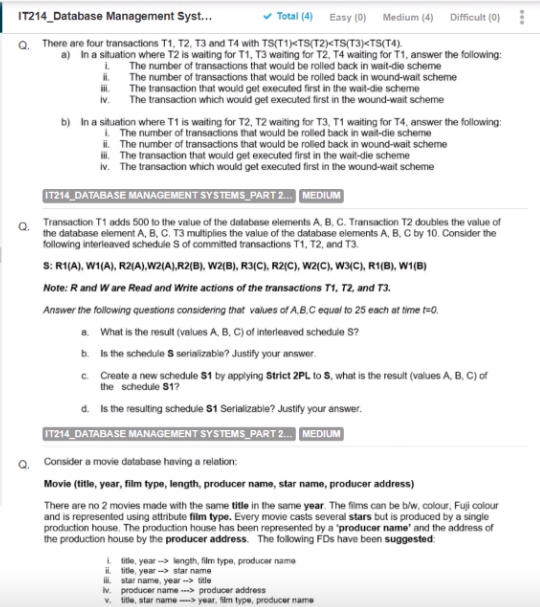 IT214_Database Management Syst...
✓ Total (4)
Easy (0)
Medium (4)
Difficult (0)
Q. There are four transactions T1, T2, T3 and T4 with TS(T1)<TS(T2)<TS(T3)<TS(T4).
a) In a situation where T2 is waiting for T1, T3 waiting for T2, T4 waiting for T1, answer the following:
i. The number of transactions that would be rolled back in wait-die scheme
ii. The number of transactions that would be rolled back in wound-wait scheme
iii. The transaction that would get executed first in the wait-die scheme
iv. The transaction which would get executed first in the wound-wait scheme
b) In a situation where T1 is waiting for T2, T2 waiting for T3, T1 waiting for T4, answer the following:
i. The number of transactions that would be rolled back in wait-die scheme
ii. The number of transactions that would be rolled back in wound-wait scheme
iii. The transaction that would get executed first in the wait-die scheme
iv. The transaction which would get executed first in the wound-wait scheme
IT214_DATABASE MANAGEMENT SYSTEMS_PART 2... MEDIUM
Q. Transaction T1 adds 500 to the value of the database elements A, B, C. Transaction T2 doubles the value of
the database element A, B, C. T3 multiplies the value of the database elements A, B, C by 10. Consider the
following interleaved schedule S of committed transactions T1, T2, and T3.
S: R1(A), W1(A), R2(A),W2(A),R2(B), W2(B), R3(C), R2(C), W2(C), W3(C), R1(B), W1(B)
Note: R and W are Read and Write actions of the transactions T1, T2, and T3.
Answer the following questions considering that values of A,B,C equal to 25 each at time t=0.
a. What is the result (values A, B, C) of interleaved schedule S?
b. Is the schedule S serializable? Justify your answer.
c. Create a new schedule S1 by applying Strict 2PL to S, what is the result (values A, B, C) of
the schedule S1?
d. Is the resulting schedule S1 Serializable? Justify your answer.
IT214_DATABASE MANAGEMENT SYSTEMS_PART 2... MEDIUM
Q. Consider a movie database having a relation:
Movie (title, year, film type, length, producer name, star name, producer address)
There are no 2 movies made with the same title in the same year. The films can be b/w, colour, Fuji colour
and is represented using attribute film type. Every movie casts several stars but is produced by a single
production house. The production house has been represented by a 'producer name' and the address of
the production house by the producer address. The following FDs have been suggested:
i. title, year --> length, film type, producer name
ii. title, year --> star name
iii. star name, year --> title
iv. producer name ---> producer address
v. title, star name ----> year, film type, producer name